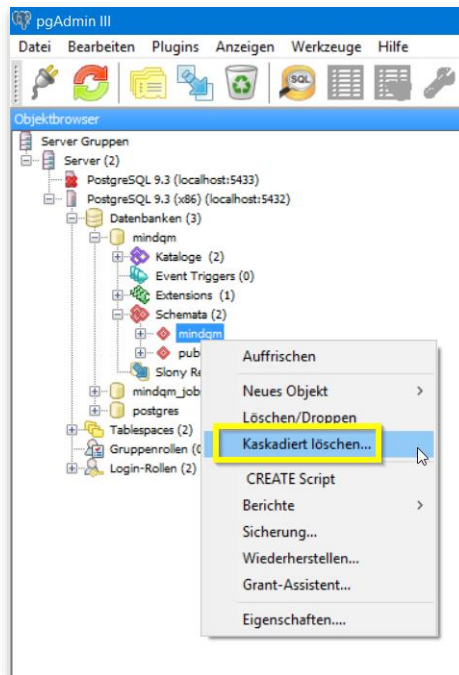 pgAdmin III
Datei Bearbeiten Plugins Anzeigen Werkzeuge Hilfe
SQL
Objektbrowser
Server Gruppen
Server (2)
PostgreSQL 9.3 (localhost:5433)
PostgreSQL 9.3 (x86) (localhost:5432)
Datenbanken (3)
mindqm
Kataloge (2)
Event Triggers (0)
Extensions (1)
Schemata (2)
mindqm
pub
Slony Re
mindqm_job
postgres
Tablespaces (2)
Gruppenrollen (0
Login-Rollen (2)
Auffrischen
Neues Objekt
Löschen/Droppen
Kaskadiert löschen...
CREATE Script
Berichte
Sicherung...
Wiederherstellen...
Grant-Assistent...
Eigenschaften....